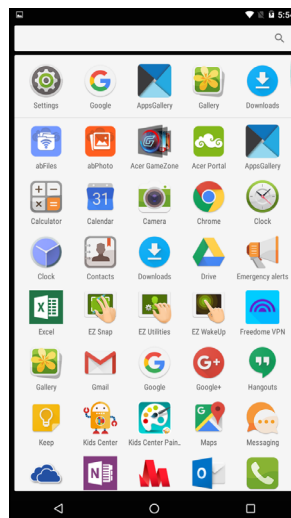 5:54
Settings Google AppsGallery Gallery Downloads
abFiles abPhoto Acer GameZone Acer Portal AppsGallery
31
Calculator Calendar Camera Chrome Clock
Clock Contacts Downloads Drive Emergency alerts
Excel EZ Snap EZ Utilities EZ WakeUp Freedome VPN
G+
Gallery Gmail Google Google+ Hangouts
Keep Kids Center Kids Center Pain.. Maps Messaging